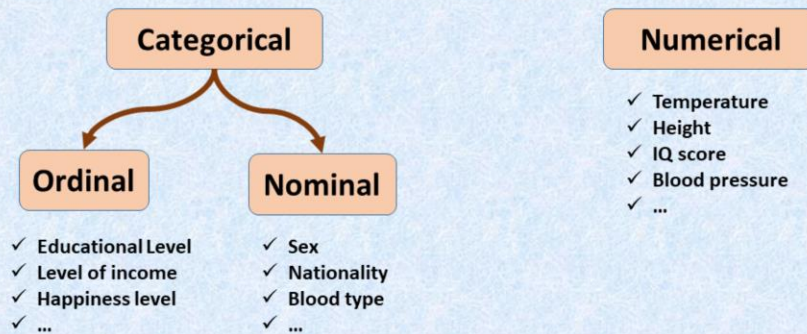 Categorical
Numerical
✓ Temperature
✓ Height
✓ IQ score
✓ Blood pressure
✓ ...
Ordinal
Nominal
✓ Educational Level
✓ Level of income
✓ Happiness level
✓ ...
✓ Sex
✓ Nationality
✓ Blood type
✓ ...